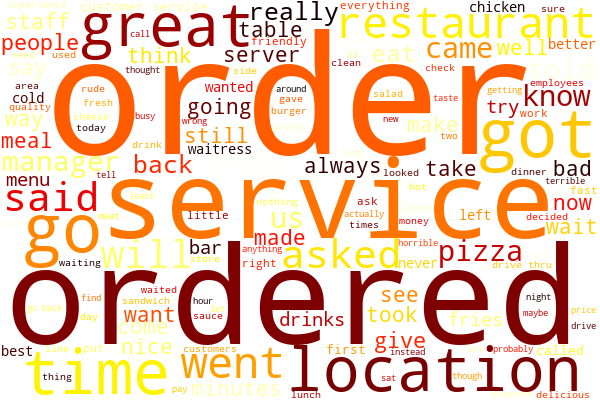 customer service
everything
really
chicken
sure
staff
great
restaurant
call
table
friendly
people
used
think
server
eat
came
well
better
thought
order
clean
check
say
side
wanted
area
cold
rude
fresh
around
gave
burger
salad
taste
getting
employees
quality
cheese
going
try
know
new
work
way
today
busy
wrong
still
make
two
got
meal
drink
waitress
manager
back
always
looked
take
dinner
bad
menu
tell
terrible
fast
said
service
nothing
ask
hot
now
little
us
actually
times
money
left
decided
wait
go
made
will
bar
asked
horrible
pizza
anything
never
waiting
store
right
drive thru
ordered
waited
hour
see
night
find
sandwich
want
took
price
go back
day
sauce
drinks
fries
maybe
come
give
drive
best
nice
customers
first
instead
probably
called
put
went
location
time
thing
minutes
sat
though
pay
lunch
delicious